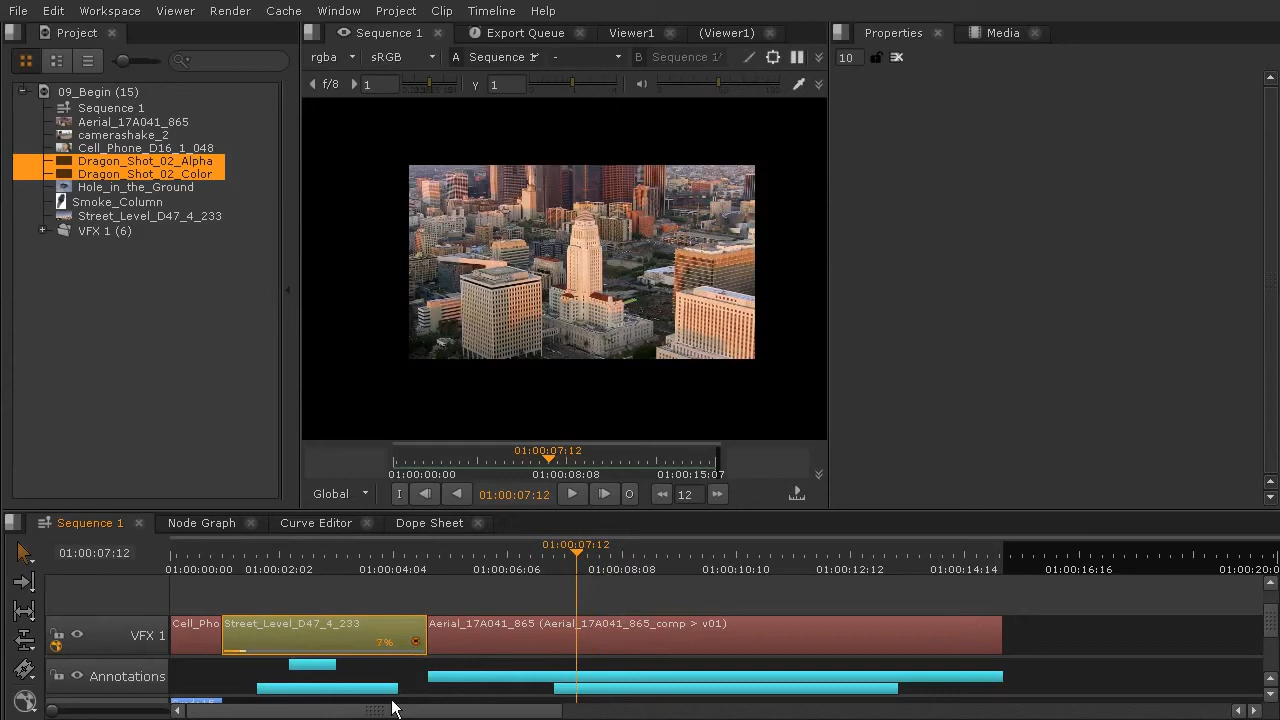 File Edit Workspace Viewer Render Cache Window Project Clip Timeline Help
Project
Sequence 1 Export Queue Viewer1 (Viewer1)
Properties Media
rgba sRGB A Sequence 1 - B Sequence 1
10
f/8 1 Y 1
09_Begin (15)
Sequence 1
Aerial_17A041_865
camerashake_2
Cell_Phone_D16_1_048
Dragon_Shot_02_Alpha
Dragon_Shot_02_Color
Hole_in_the_Ground
Smoke_Column
Street_Level_D47_4_233
VFX 1 (6)
01:00:07:12
01:00:00:00 01:00:08:08 01:00:15:07
Global I 01:00:07:12 O 12
Sequence 1 Node Graph Curve Editor Dope Sheet
01:00:07:12
01:00:07:12
01:00:00:00 01:00:02:02 01:00:04:04 01:00:06:06 01:00:08:08 01:00:10:10 01:00:12:12 01:00:14:14 01:00:16:16 01:00:20:0
VFX 1 Cell_Pho Street_Level_D47_4_233 Aerial_17A041_865 (Aerial_17A041_865_comp > v01)
7%
Annotations